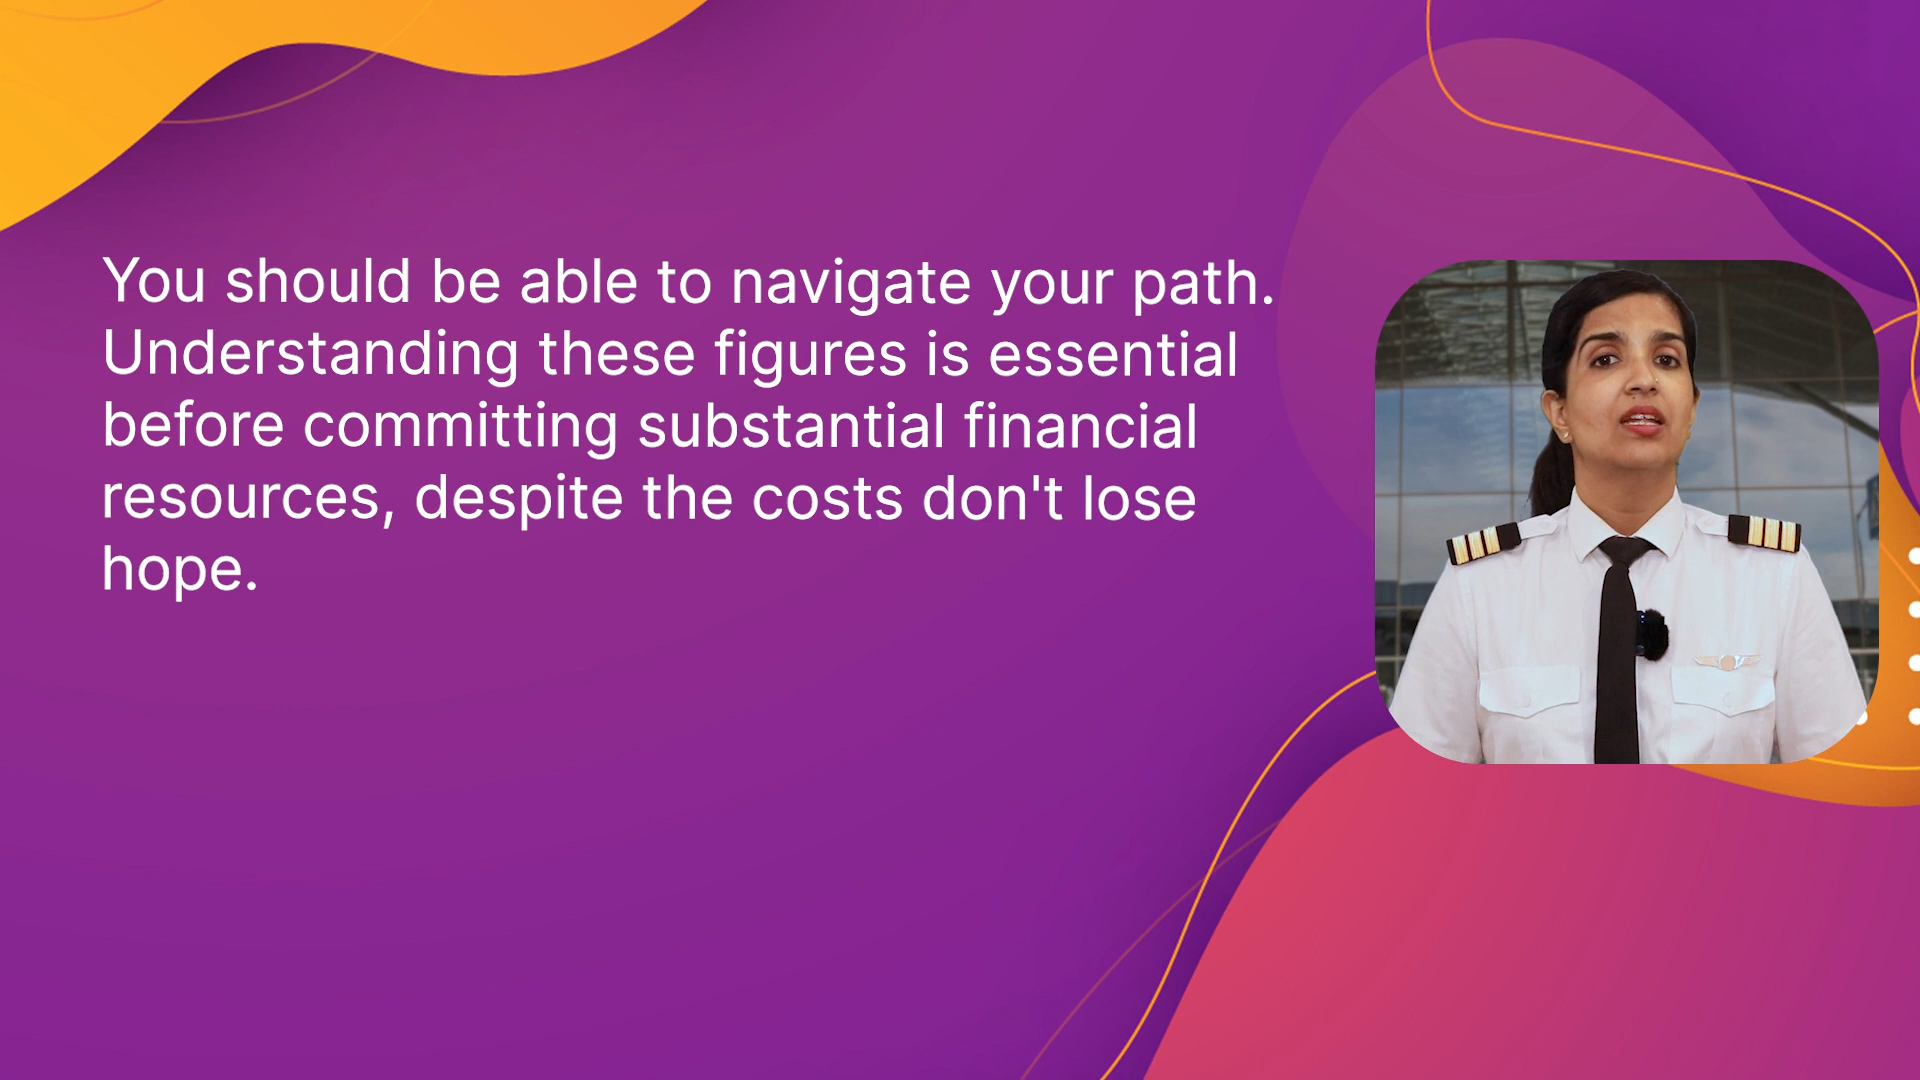 You should be able to navigate your path.
Understanding these figures is essential
before committing substantial financial
resources, despite the costs don't lose
hope.